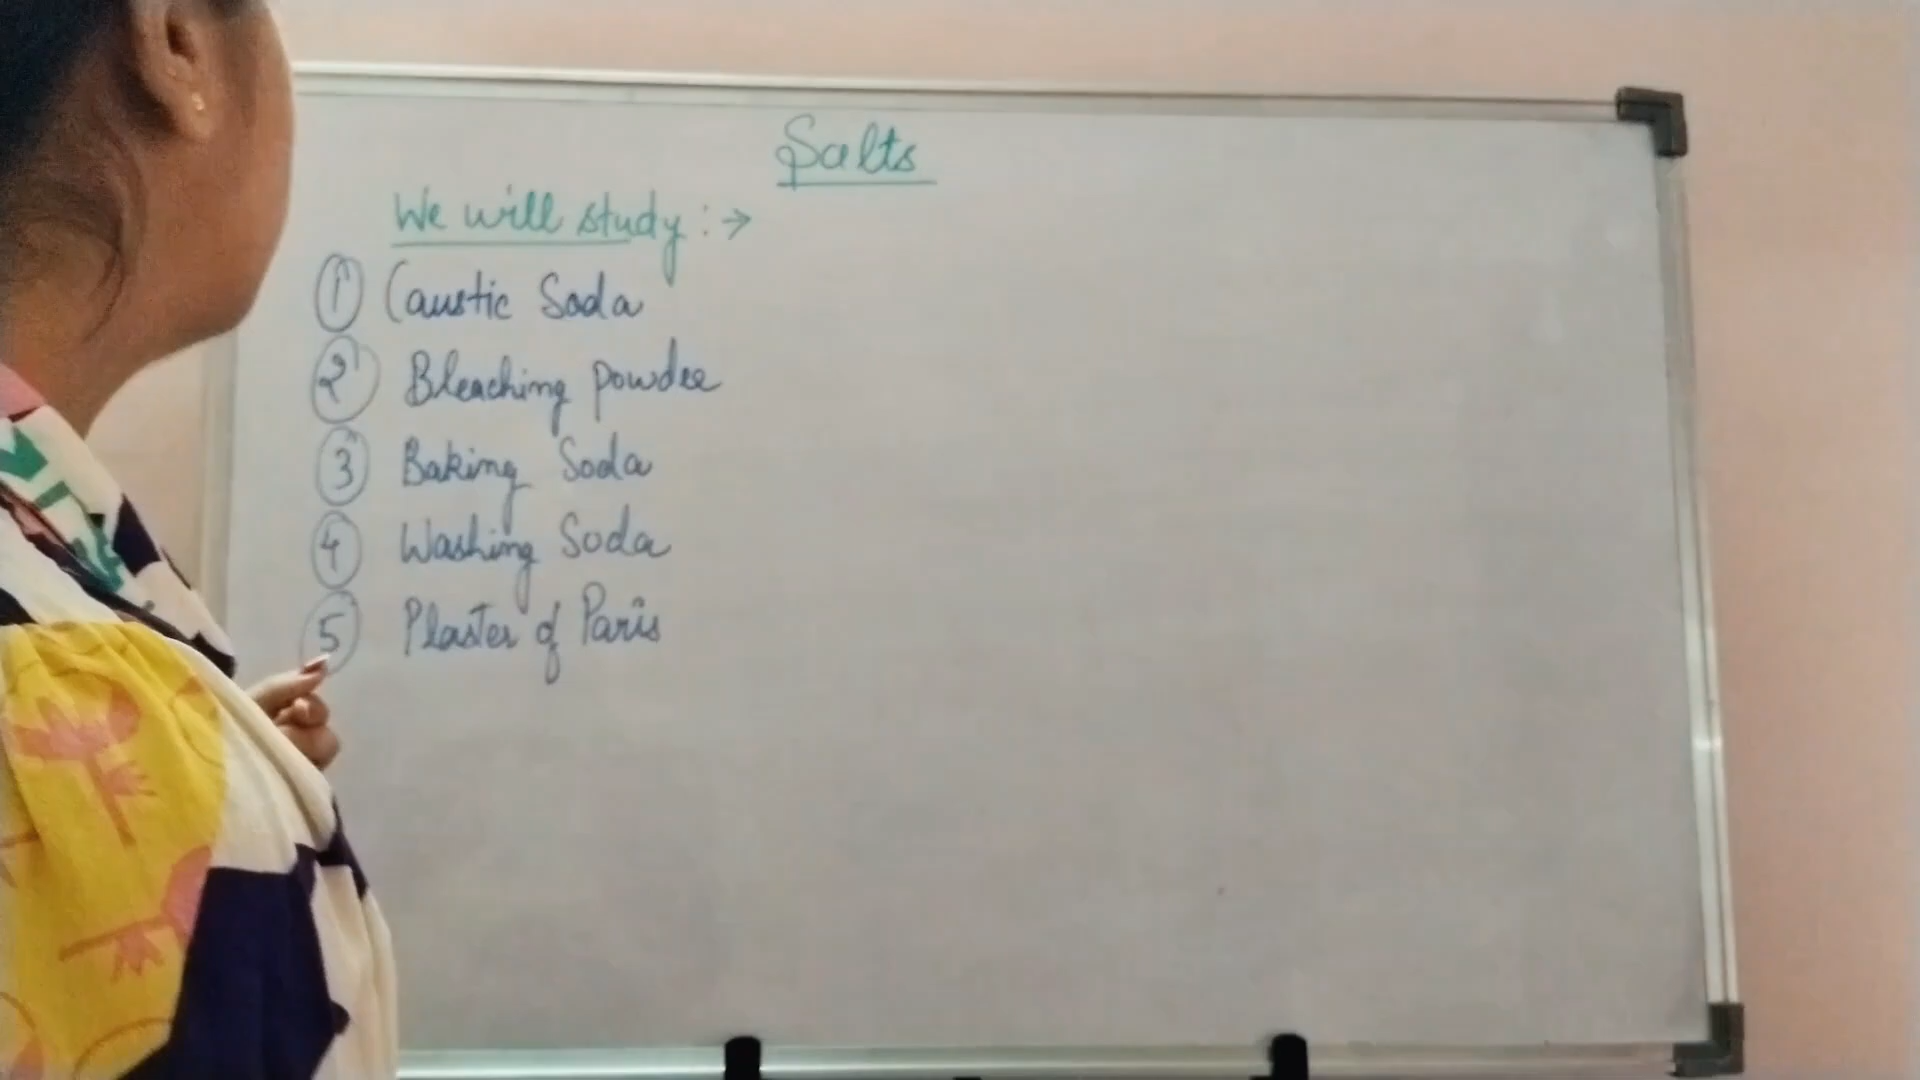 Salts
We will study :→
① Caustic Soda
② Bleaching powder
③ Baking Soda
④ Washing Soda
⑤ Plaster of Paris